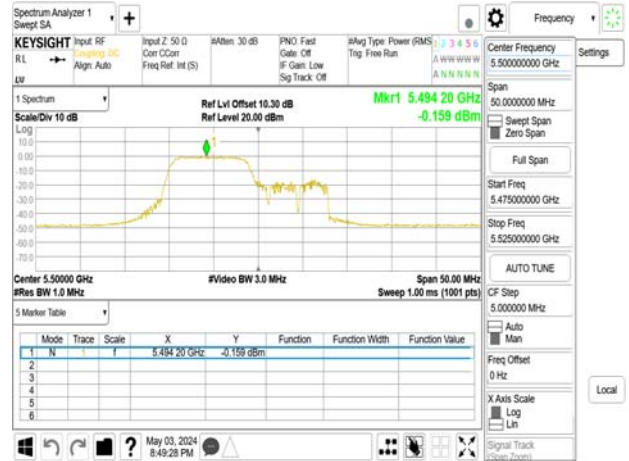 Spectrum Analyzer 1
Swept SA
Frequency
KEYSIGHT
RL
Input: RF
Coupling: DC
Align: Auto
Input Z: 50 Ω
Corr CCorr
Freq Ref: Int (S)
#Atten: 30 dB
PNO: Fast
Gate: Off
IF Gain: Low
Sig Track: Off
#Avg Type: Power (RMS
Trig: Free Run
1 2 3 4 5 6
A W W W W W
A N N N N N
1 Spectrum
Scale/Div 10 dB
Ref Lvl Offset 10.30 dB
Ref Level 20.00 dBm
Mkr1 5.494 20 GHz
-0.159 dBm
Log
10.0
0.00
-10.0
-20.0
-30.0
-40.0
-50.0
-60.0
-70.0
1
Center 5.50000 GHz
#Res BW 1.0 MHz
#Video BW 3.0 MHz
Span 50.00 MHz
Sweep 1.00 ms (1001 pts)
5 Marker Table
Mode Trace Scale X Y Function Function Width Function Value
1 N 1 f 5.494 20 GHz -0.159 dBm
2
3
4
5
6
May 03, 2024
8:49:28 PM
Center Frequency
5.500000000 GHz
Settings
Span
50.0000000 MHz
Swept Span
Zero Span
Full Span
Start Freq
5.475000000 GHz
Stop Freq
5.525000000 GHz
AUTO TUNE
CF Step
5.000000 MHz
Auto
Man
Freq Offset
0 Hz
X Axis Scale
Log
Lin
Signal Track
(Span Zoom)
Local